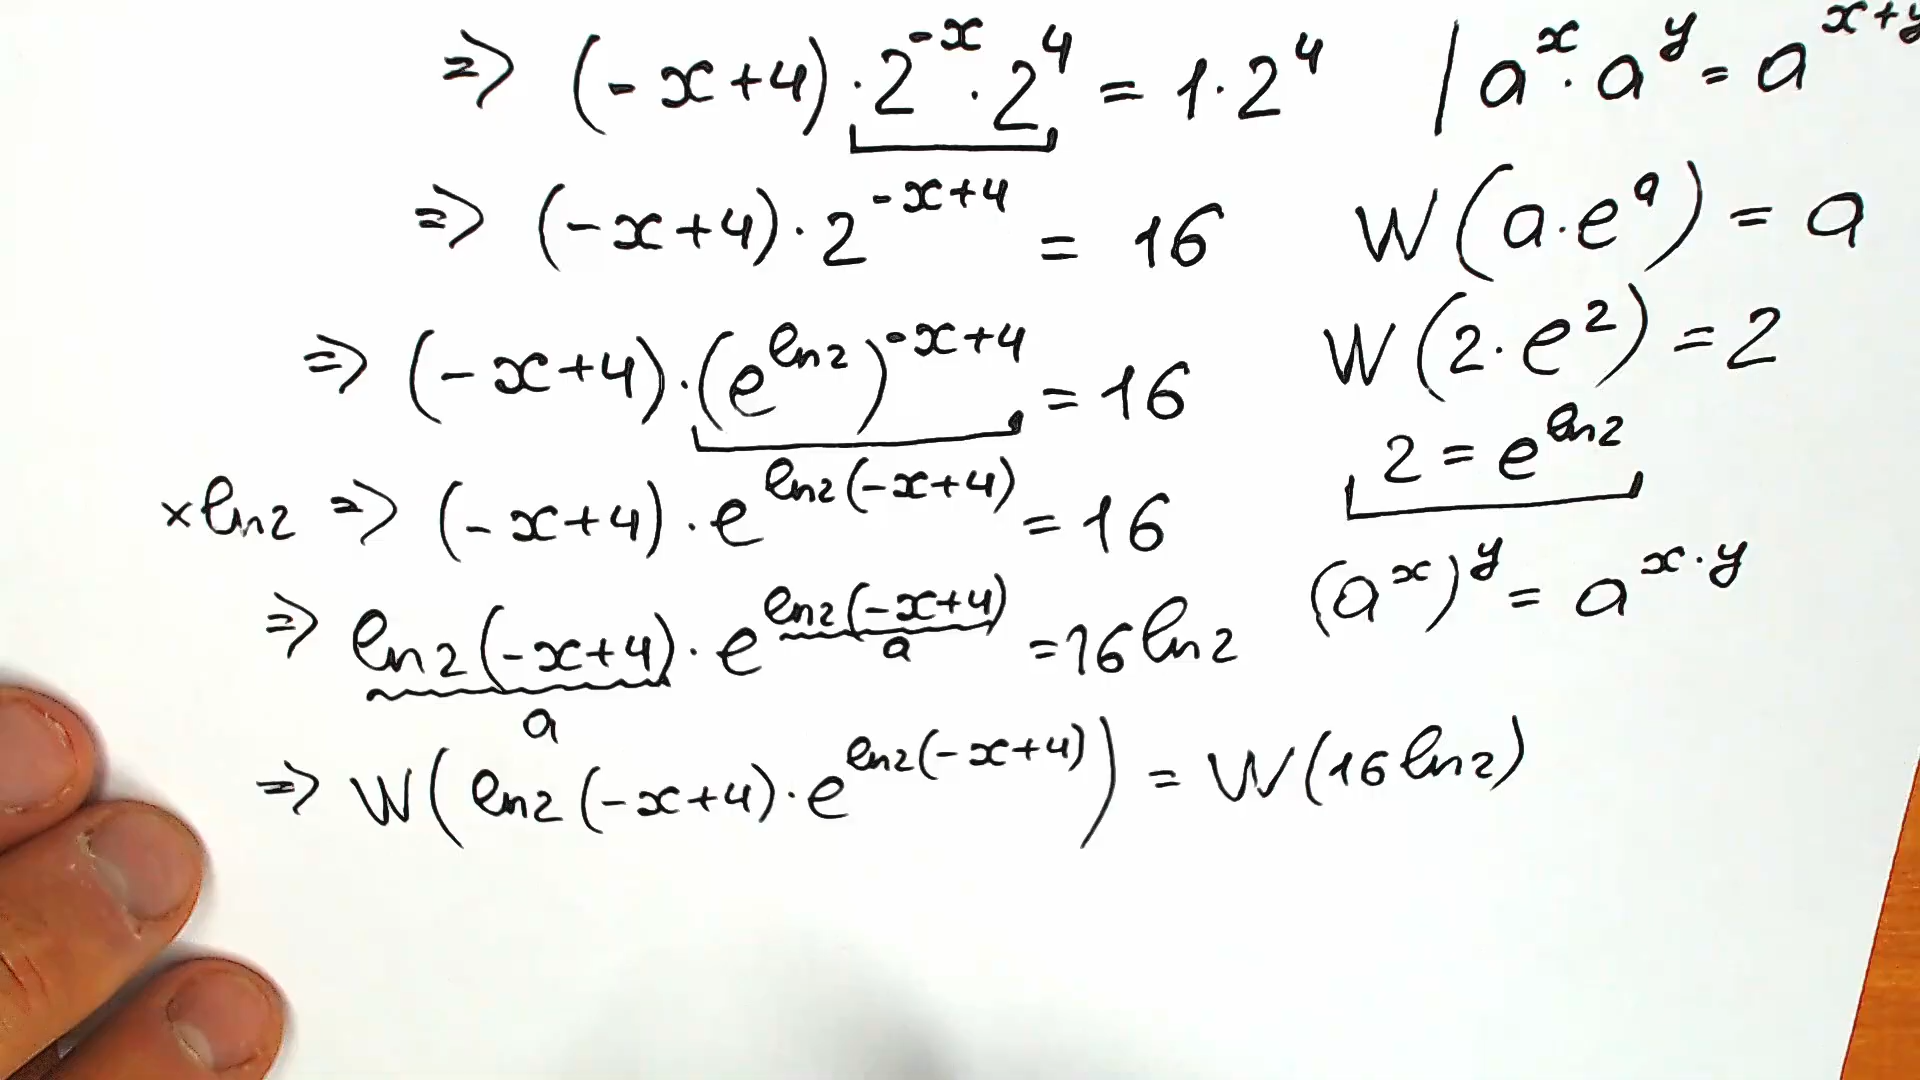 => (-x+4)·2^{-x}·2^4 = 1·2^4 | a^x·a^y = a^{x+y}
=> (-x+4)·2^{-x+4} = 16 W(a·e^a) = a
=> (-x+4)·(e^{ln2})^{-x+4} = 16 W(2·e^2) = 2
2 = e^{ln2}
×ln2 => (-x+4)·e^{ln2(-x+4)} = 16
(a^x)^y = a^{x·y}
=> ln2(-x+4)·e^{ln2(-x+4)} = 16ln2
a a
=> W(ln2(-x+4)·e^{ln2(-x+4)}) = W(16ln2)